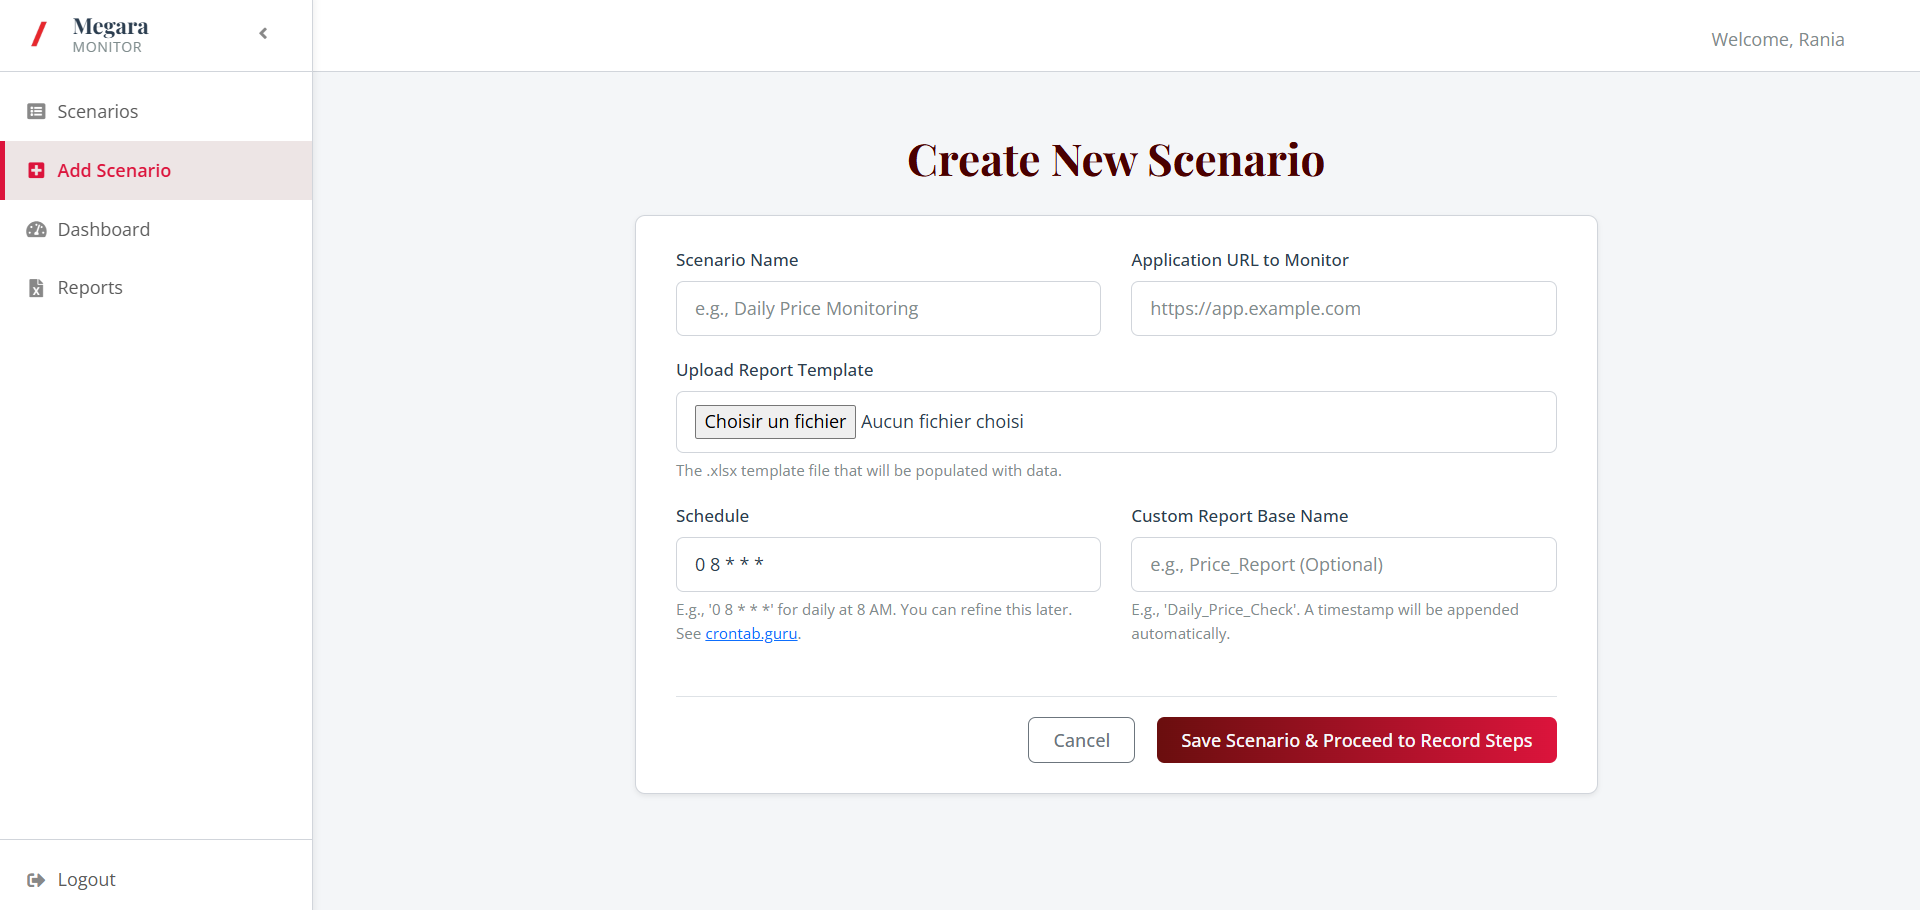 Megara
MONITOR
Welcome, Rania
Scenarios
Add Scenario
Dashboard
Reports
Logout
Create New Scenario
Scenario Name
Application URL to Monitor
e.g., Daily Price Monitoring
https://app.example.com
Upload Report Template
Choisir un fichier Aucun fichier choisi
The .xlsx template file that will be populated with data.
Schedule
Custom Report Base Name
0 8 * * *
e.g., Price_Report (Optional)
E.g., '0 8 * * *' for daily at 8 AM. You can refine this later.
See crontab.guru.
E.g., 'Daily_Price_Check'. A timestamp will be appended
automatically.
Cancel
Save Scenario & Proceed to Record Steps